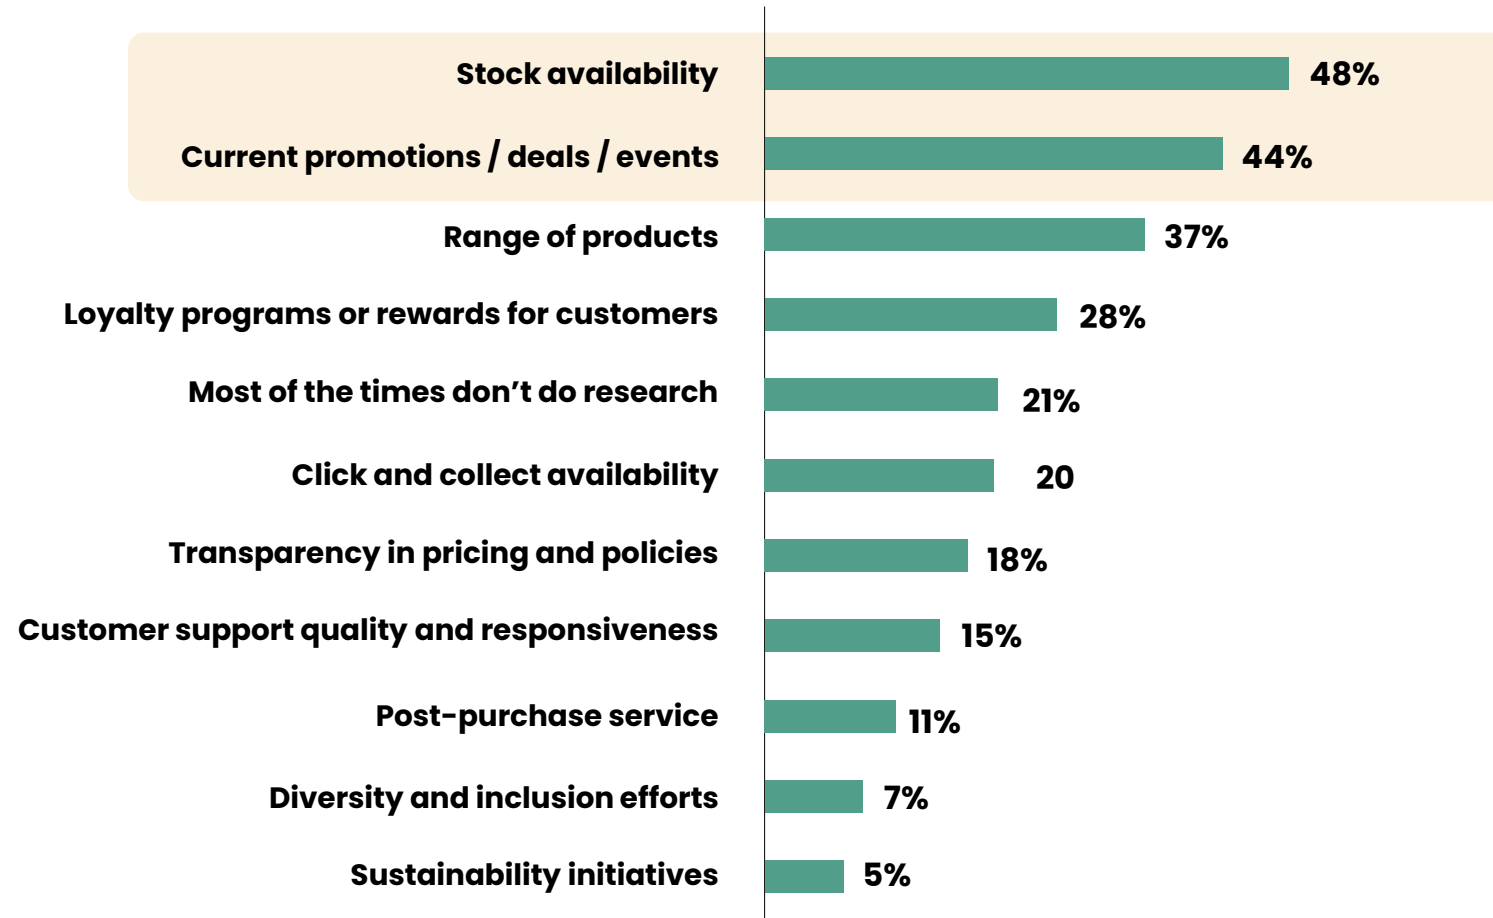 Stock availability 48%
Current promotions / deals / events 44%
Range of products 37%
Loyalty programs or rewards for customers 28%
Most of the times don’t do research 21%
Click and collect availability 20
Transparency in pricing and policies 18%
Customer support quality and responsiveness 15%
Post-purchase service 11%
Diversity and inclusion efforts 7%
Sustainability initiatives 5%